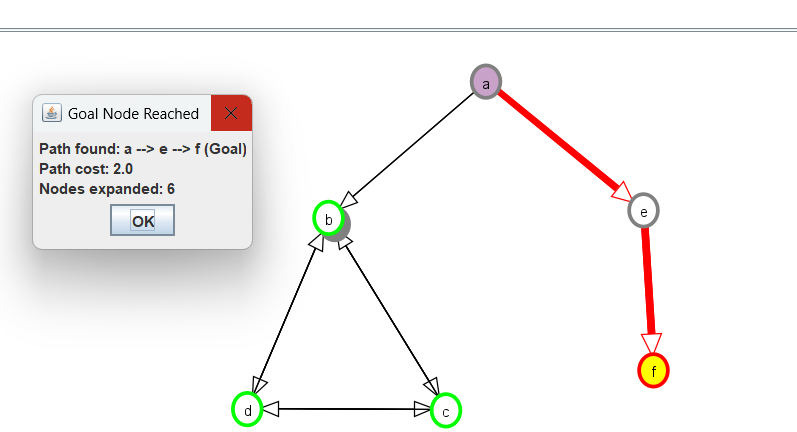 a
Goal Node Reached
Path found: a --> e --> f (Goal)
Path cost: 2.0
Nodes expanded: 6
OK
b
e
f
d
c